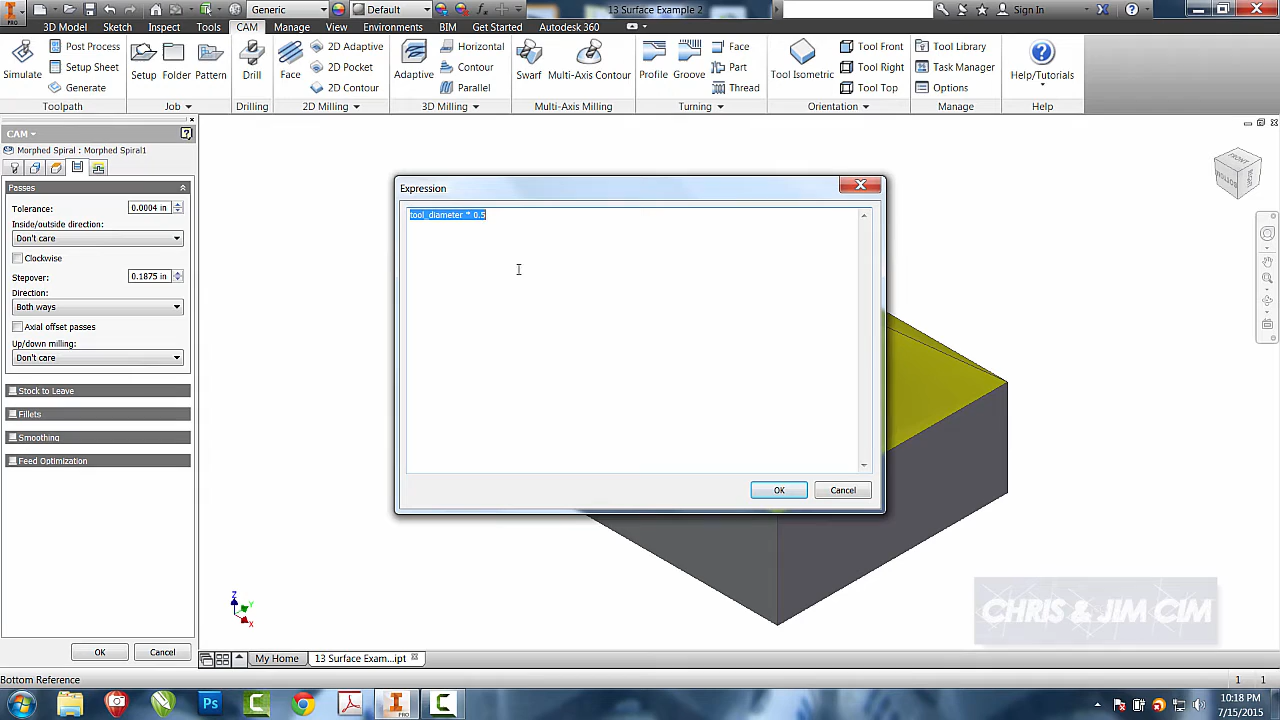 PRO
Generic
Default
13 Surface Example 2
Sign In
3D Model
Sketch
Inspect
Tools
CAM
Manage
View
Environments
BIM
Get Started
Autodesk 360
Simulate
Post Process
Setup Sheet
Generate
Toolpath
Setup
Folder
Pattern
Job
Drill
Drilling
Face
2D Adaptive
2D Pocket
2D Contour
2D Milling
Adaptive
Horizontal
Contour
Parallel
3D Milling
Swarf
Multi-Axis Contour
Multi-Axis Milling
Profile
Groove
Face
Part
Thread
Turning
Tool Isometric
Tool Front
Tool Right
Tool Top
Orientation
Tool Library
Task Manager
Options
Manage
Help/Tutorials
Help
CAM
Morphed Spiral : Morphed Spiral1
Passes
Tolerance: 0.0004 in
Inside/outside direction:
Don't care
Clockwise
Stepover: 0.1875 in
Direction:
Both ways
Axial offset passes
Up/down milling:
Don't care
Stock to Leave
Fillets
Smoothing
Feed Optimization
OK
Cancel
Expression
tool_diameter * 0.5
OK
Cancel
FRONT
BOTTOM
Z
Y
X
CHRIS & JIM CIM
My Home
13 Surface Exam...ipt
Bottom Reference
1
1
Ps
PRO
10:18 PM
7/15/2015